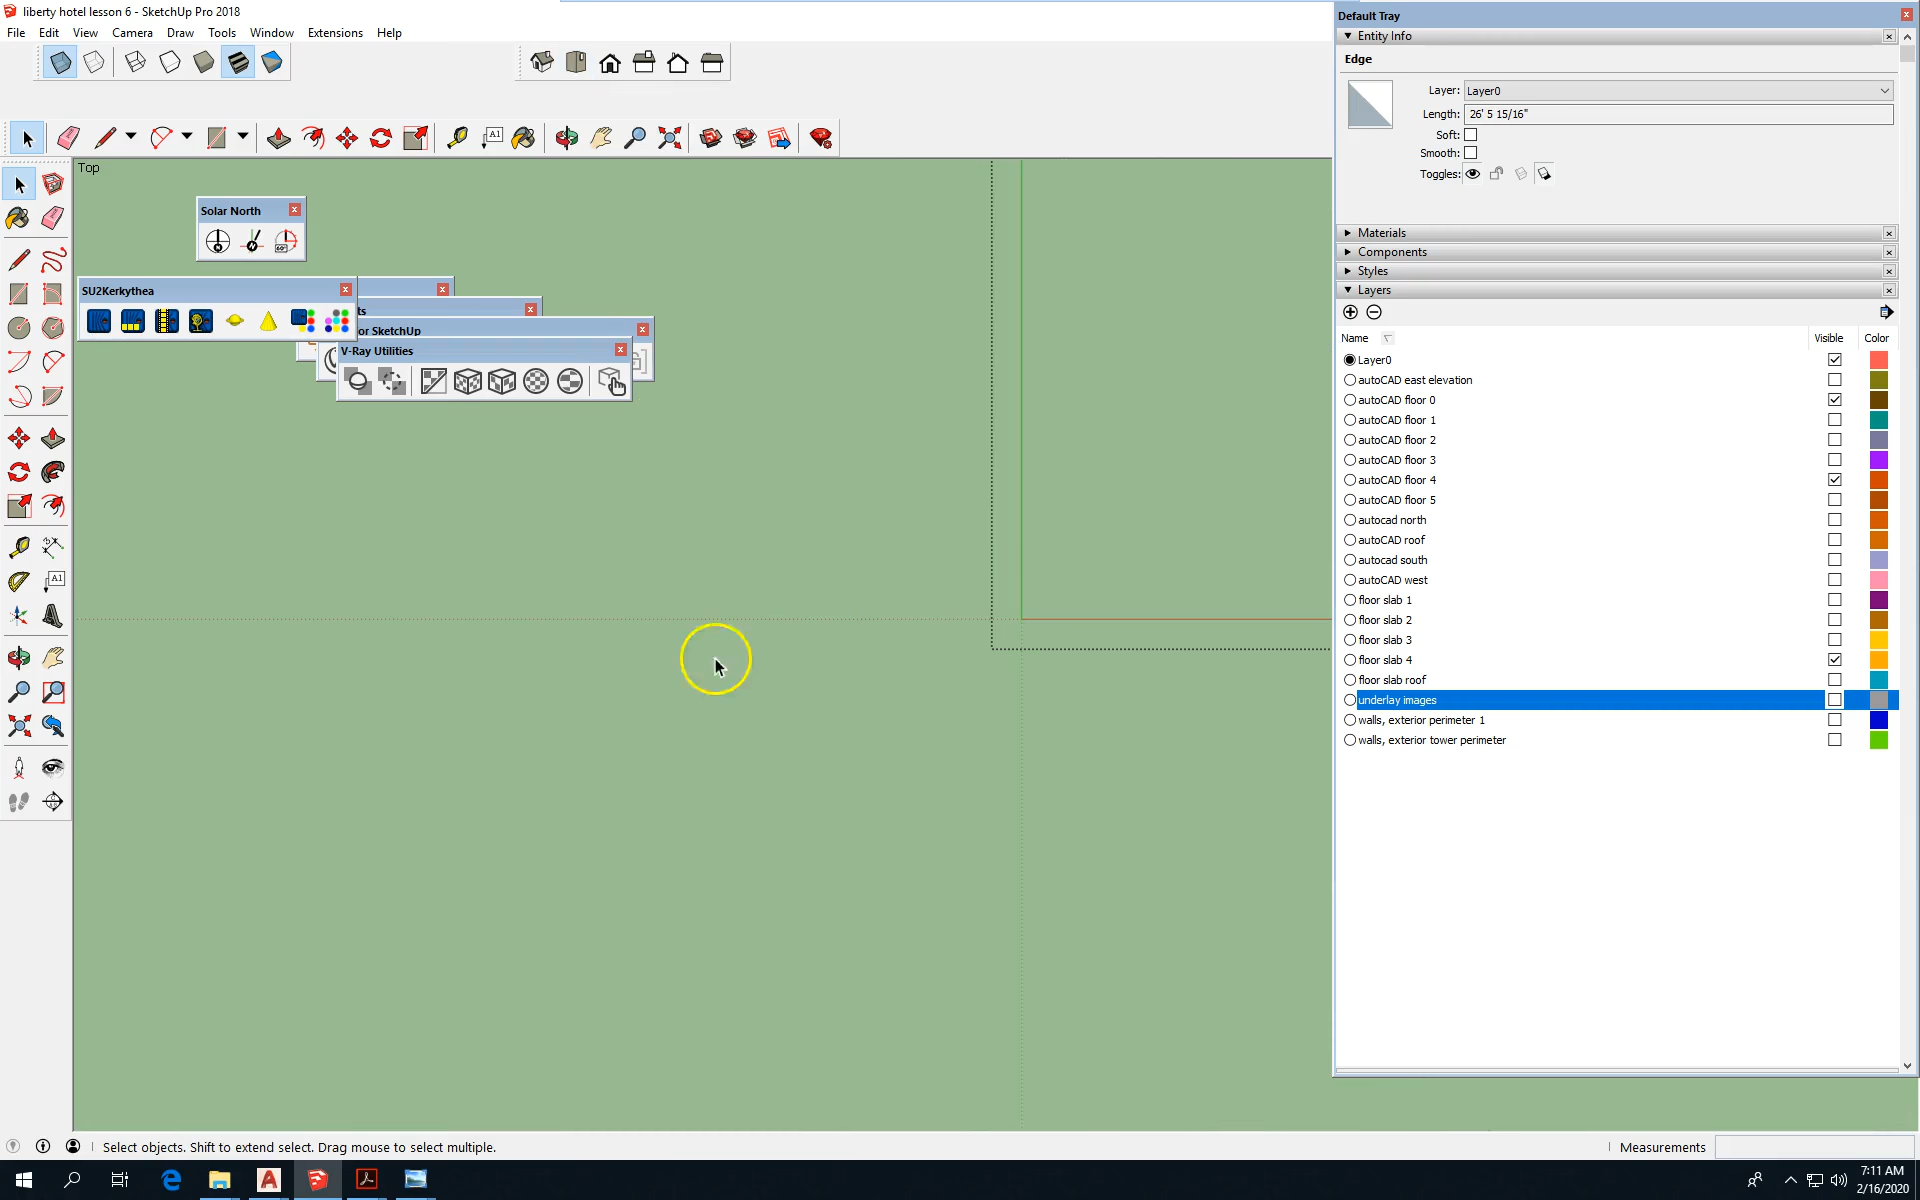 liberty hotel lesson 6 - SketchUp Pro 2018
File Edit View Camera Draw Tools Window Extensions Help
A1
Top
Solar North
N
SU2Kerkythea
ts
or SketchUp
V-Ray Utilities
A1
Default Tray
Entity Info
Edge
Layer: Layer0
Length: 26' 5 15/16"
Soft:
Smooth:
Toggles:
Materials
Components
Styles
Layers
Name Visible Color
Layer0
autoCAD east elevation
autoCAD floor 0
autoCAD floor 1
autoCAD floor 2
autoCAD floor 3
autoCAD floor 4
autoCAD floor 5
autocad north
autoCAD roof
autocad south
autoCAD west
floor slab 1
floor slab 2
floor slab 3
floor slab 4
floor slab roof
underlay images
walls, exterior perimeter 1
walls, exterior tower perimeter
Select objects. Shift to extend select. Drag mouse to select multiple.
Measurements
7:11 AM
2/16/2020